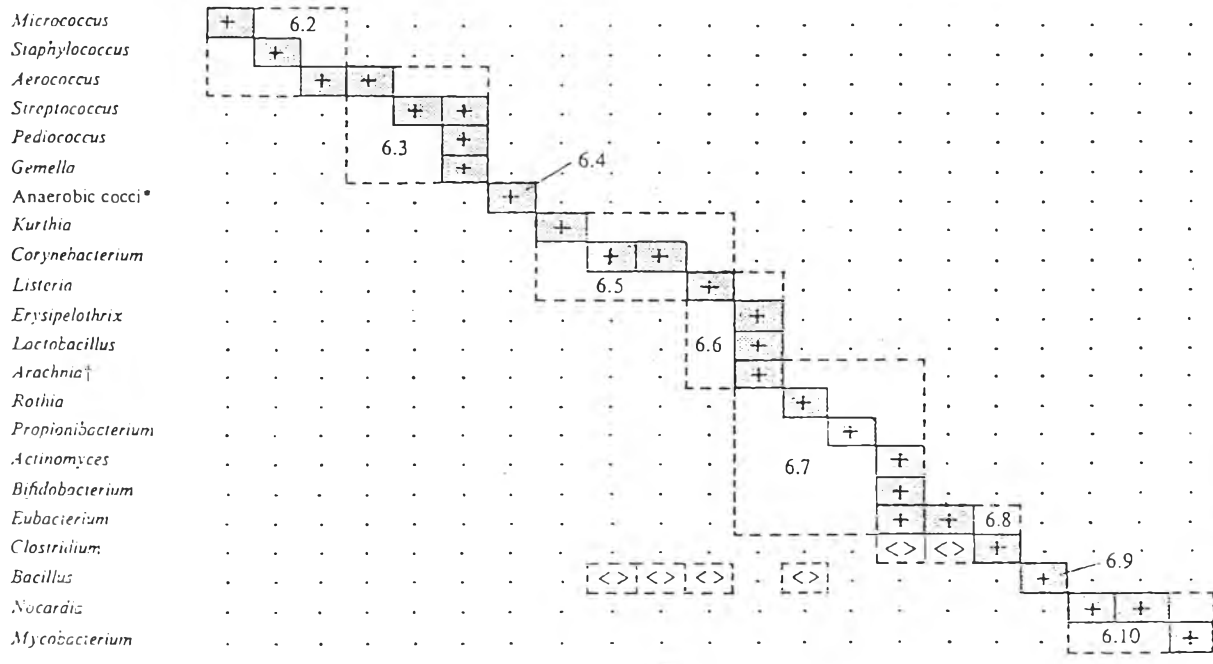 Micrococcus + 6.2
Staphylococcus +
Aerococcus + +
Streptococcus + +
Pediococcus 6.3 +
Gemella + 6.4
Anaerobic cocci* +
Kurthia +
Corynebacterium + +
Listeria 6.5 +
Erysipelothrix +
Lactobacillus 6.6 +
Arachnia† +
Rothia +
Propionibacterium +
Actinomyces 6.7 +
Bifidobacterium +
Eubacterium + + 6.8
Clostridium <> <> +
Bacillus <> <> <> <> + 6.9
Nocardia + +
Mycobacterium 6.10 +